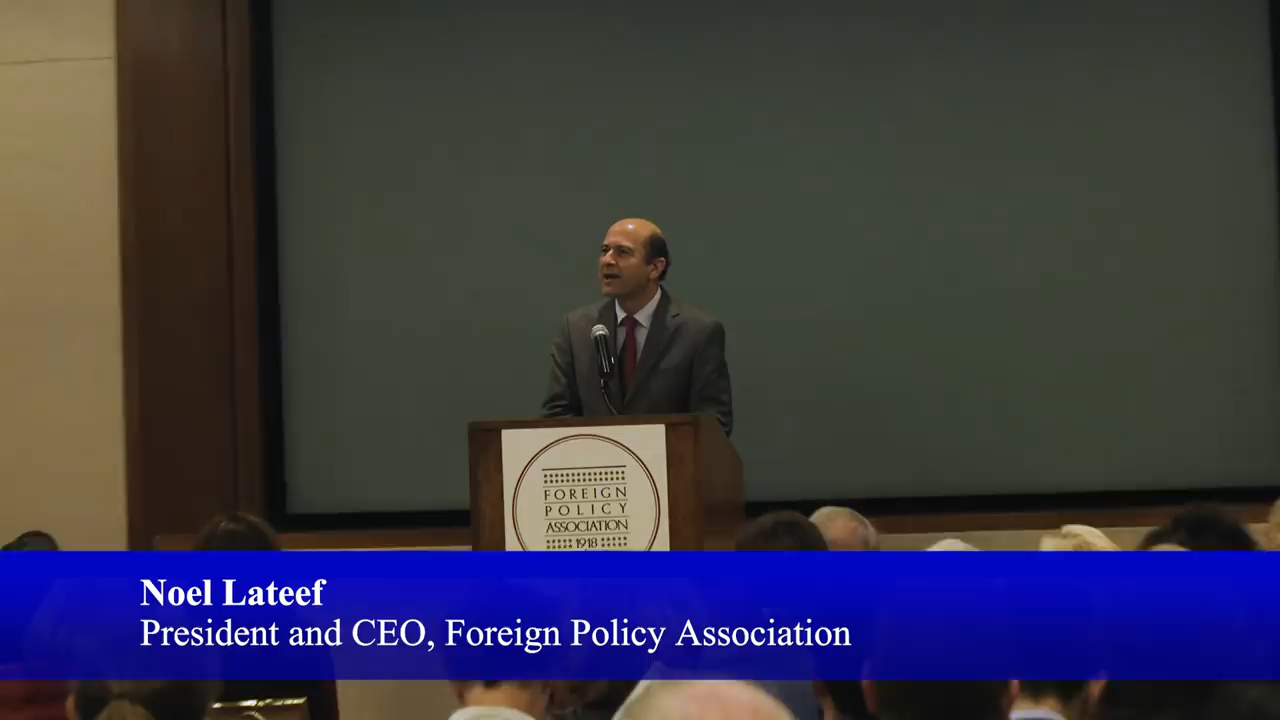 FOREIGN
POLICY
ASSOCIATION
1918
Noel Lateef
President and CEO, Foreign Policy Association